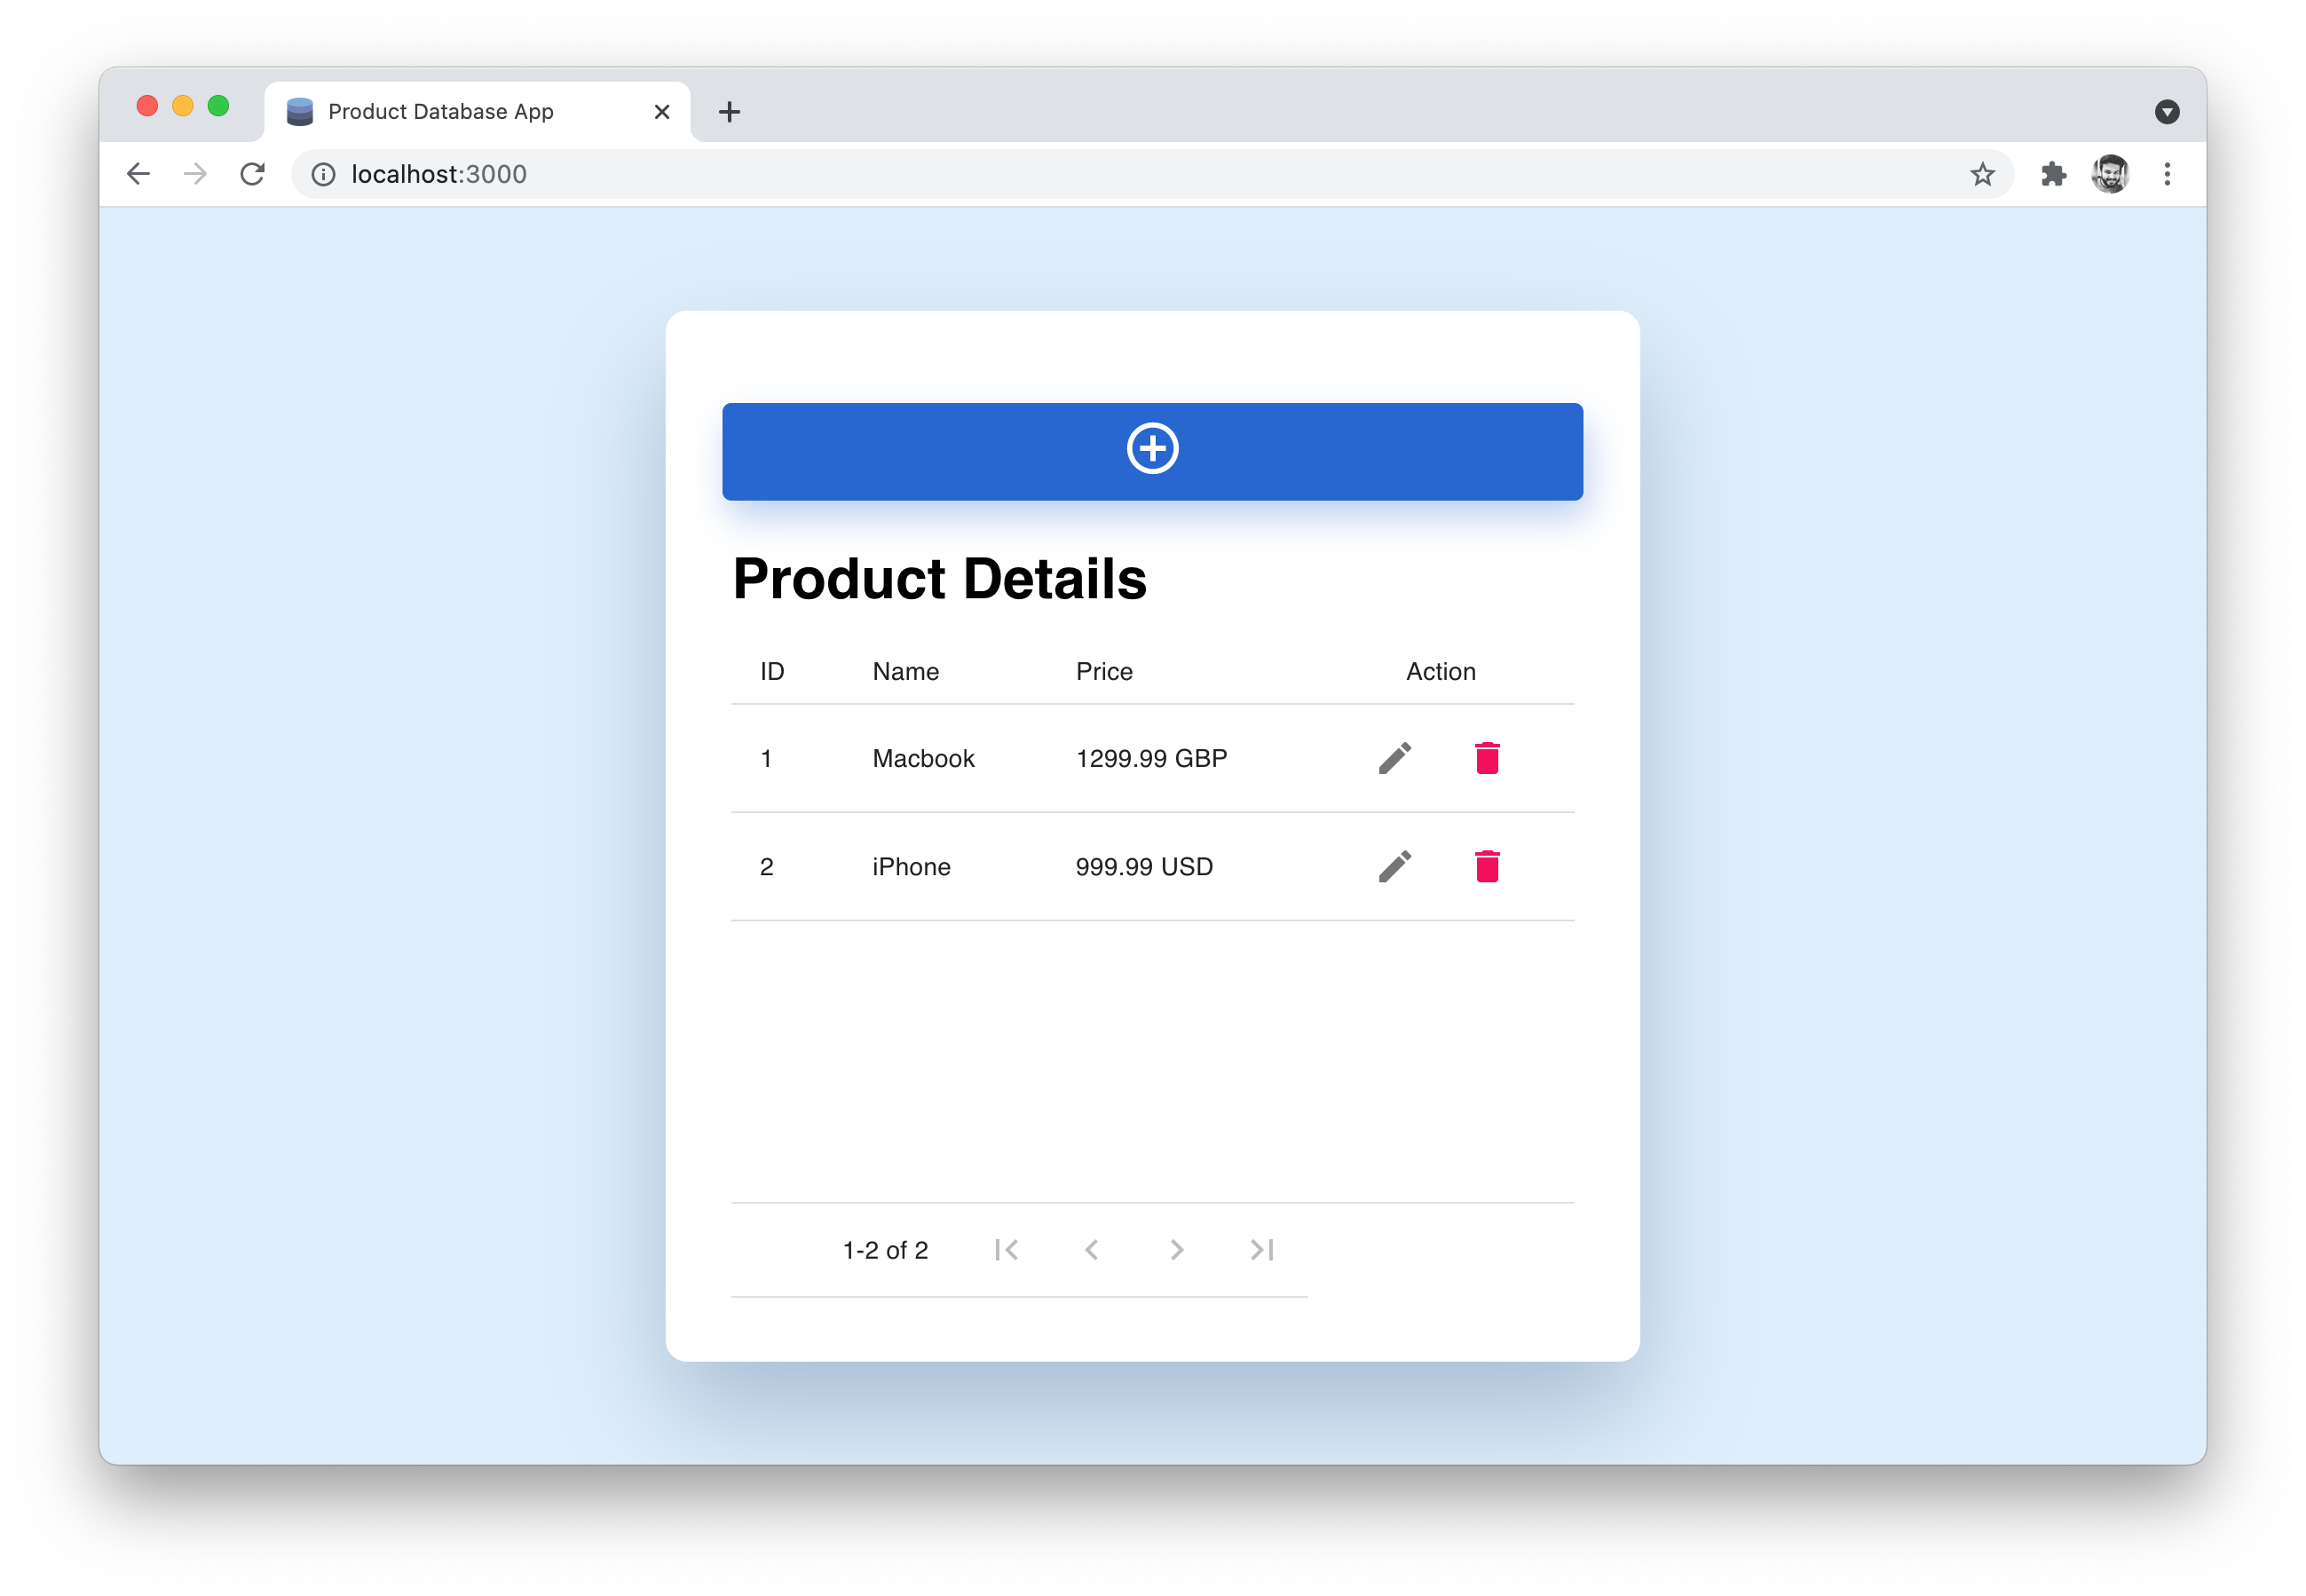 Product Database App
localhost:3000
Product Details
ID Name Price Action
1 Macbook 1299.99 GBP
2 iPhone 999.99 USD
1-2 of 2